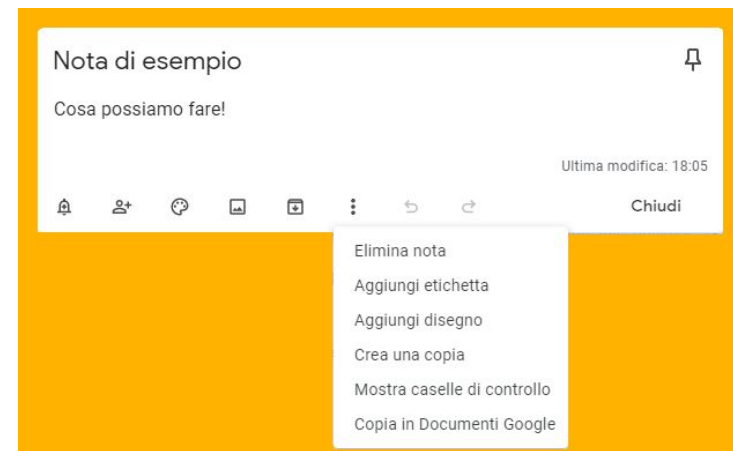 Nota di esempio
Cosa possiamo fare!
Ultima modifica: 18:05
Chiudi
Elimina nota
Aggiungi etichetta
Aggiungi disegno
Crea una copia
Mostra caselle di controllo
Copia in Documenti Google